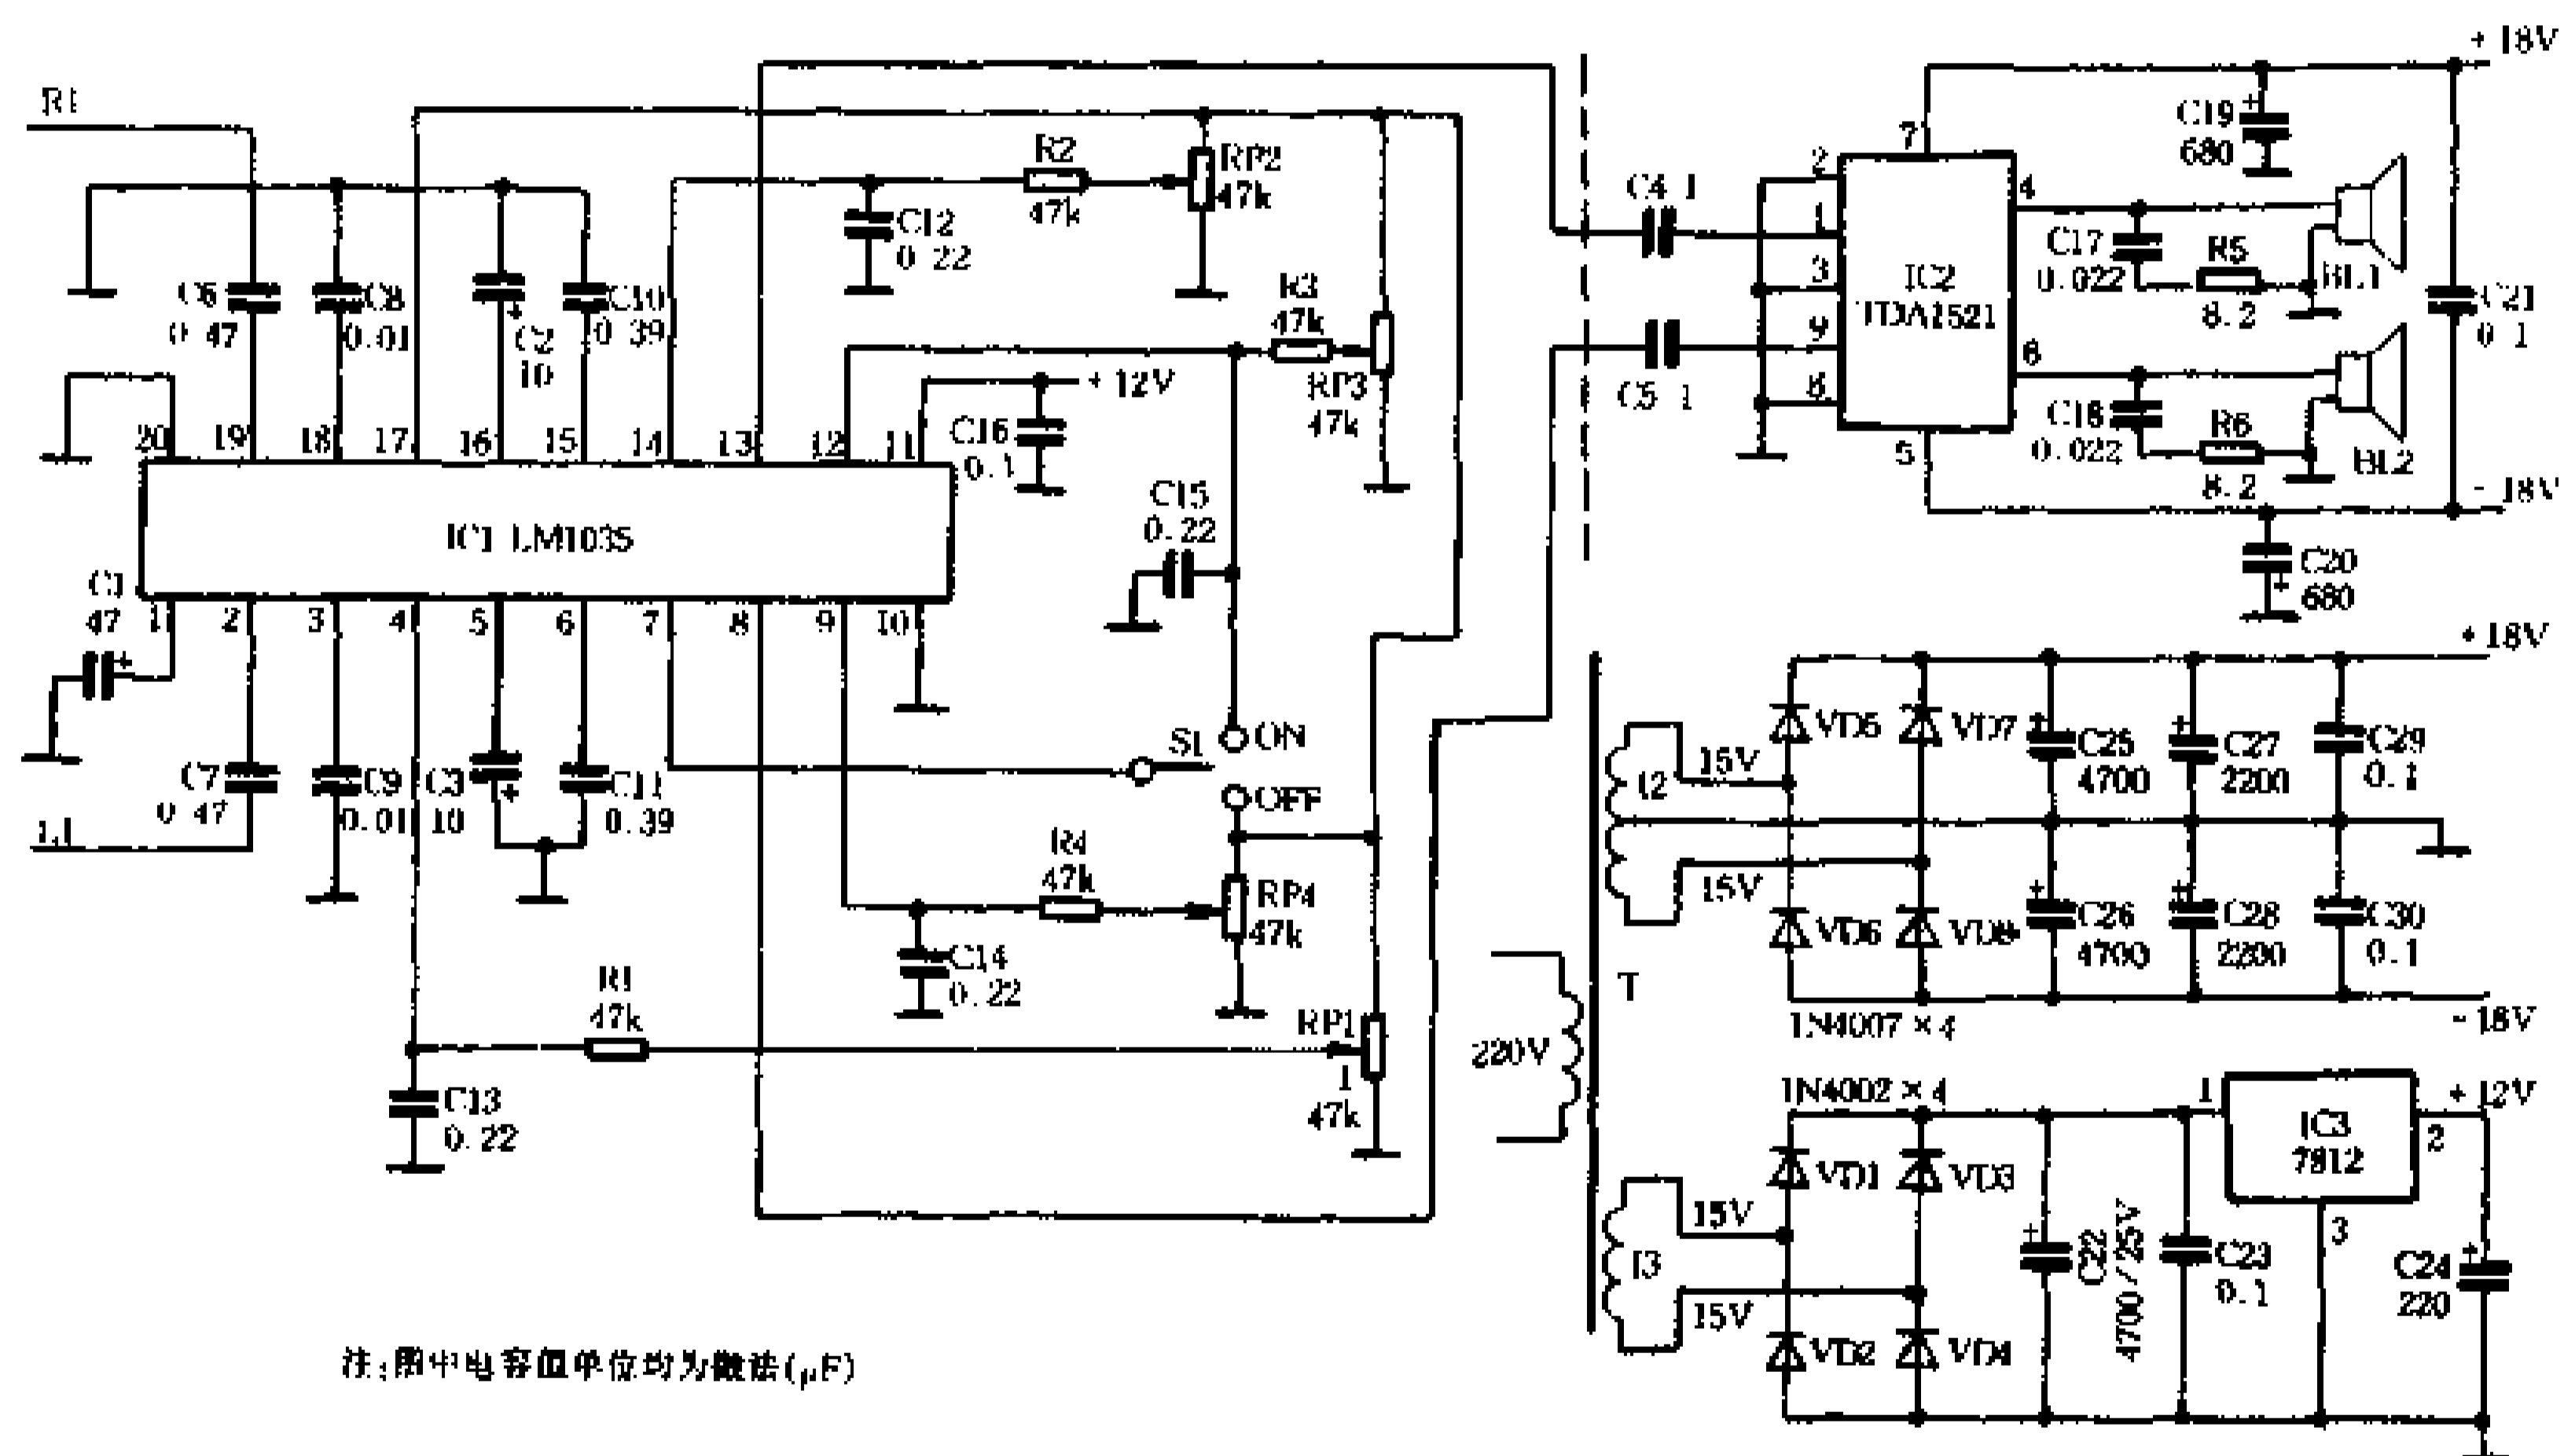 R1
C6
0.47
C8
0.01
C2
10
C10
0.39
C12
0.22
R2
47k
RP2
47k
R3
47k
RP3
47k
+12V
C16
0.1
C15
0.22
20 19 18 17 16 15 14 13 12 11
IC1 LM1035
1 2 3 4 5 6 7 8 9 10
C1
47
C7
0.47
C9
0.01
C3
10
C11
0.39
S1
ON
OFF
R4
47k
RP4
47k
C14
0.22
R1
47k
RP1
1
47k
C13
0.22
注:图中电容值单位均为微法(μF)
C4 1
C5 1
2
1
3
9
7
4
6
5
IC2
TDA1521
+18V
C19
680
C17
0.022
R5
8.2
BL1
C21
0.1
C18
0.022
R6
8.2
BL2
-18V
C20
680
+18V
15V
15V
VD5
VD7
VD6
VD8
C25
4700
C27
2200
C29
0.1
C26
4700
C28
2200
C30
0.1
1N4007×4
-18V
T
220V
1N4002×4
15V
15V
VD1
VD3
VD2
VD4
C22
4700/25V
C23
0.1
1
IC3
7812
2
3
+12V
C24
220